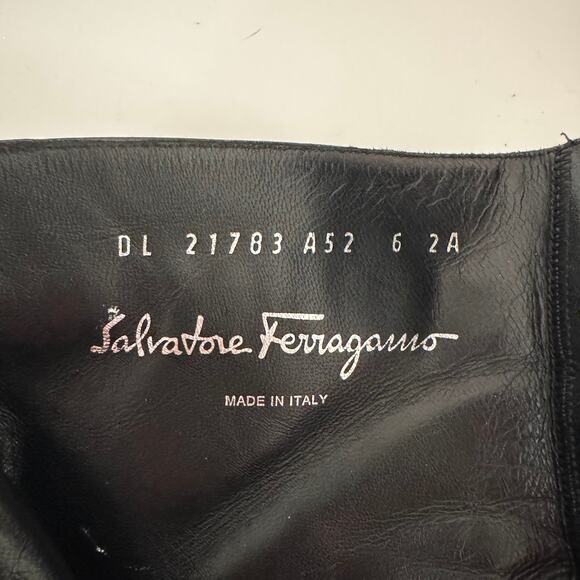 DL 21783 A52 6 2A
Salvatore Ferragamo
MADE IN ITALY